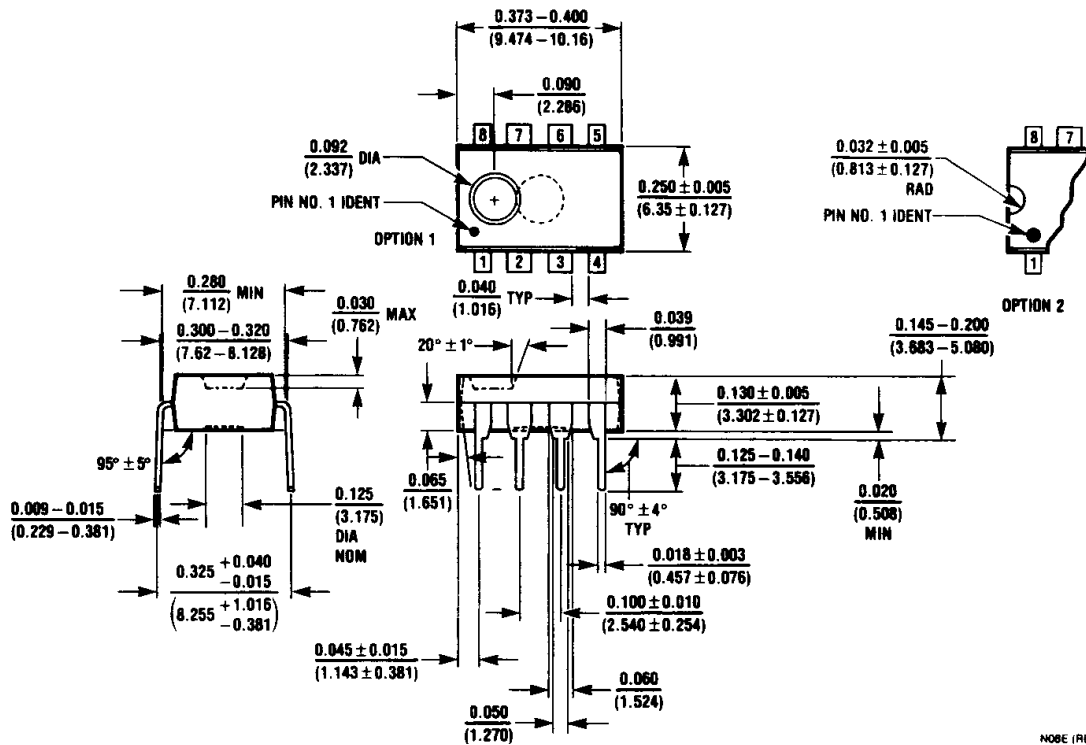 0.373 – 0.400
(9.474 – 10.16)
0.090
(2.286)
8 7 6 5
0.092 DIA
(2.337)
PIN NO. 1 IDENT
OPTION 1
0.250 ± 0.005
(6.35 ± 0.127)
1 2 3 4
0.032 ± 0.005
(0.813 ± 0.127)
RAD
PIN NO. 1 IDENT
8 7
1
OPTION 2
0.280 MIN
(7.112)
0.300 – 0.320
(7.62 – 8.128)
0.030 MAX
(0.762)
0.040 TYP
(1.016)
20° ± 1°
0.039
(0.991)
0.145 – 0.200
(3.683 – 5.080)
0.130 ± 0.005
(3.302 ± 0.127)
0.125 – 0.140
(3.175 – 3.556)
0.020
(0.508)
MIN
95° ± 5°
0.009 – 0.015
(0.229 – 0.381)
0.125
(3.175)
DIA
NOM
0.065
(1.651)
90° ± 4°
TYP
0.018 ± 0.003
(0.457 ± 0.076)
0.325 +0.040
-0.015
(8.255 +1.016
-0.381)
0.100 ± 0.010
(2.540 ± 0.254)
0.045 ± 0.015
(1.143 ± 0.381)
0.060
(1.524)
0.050
(1.270)